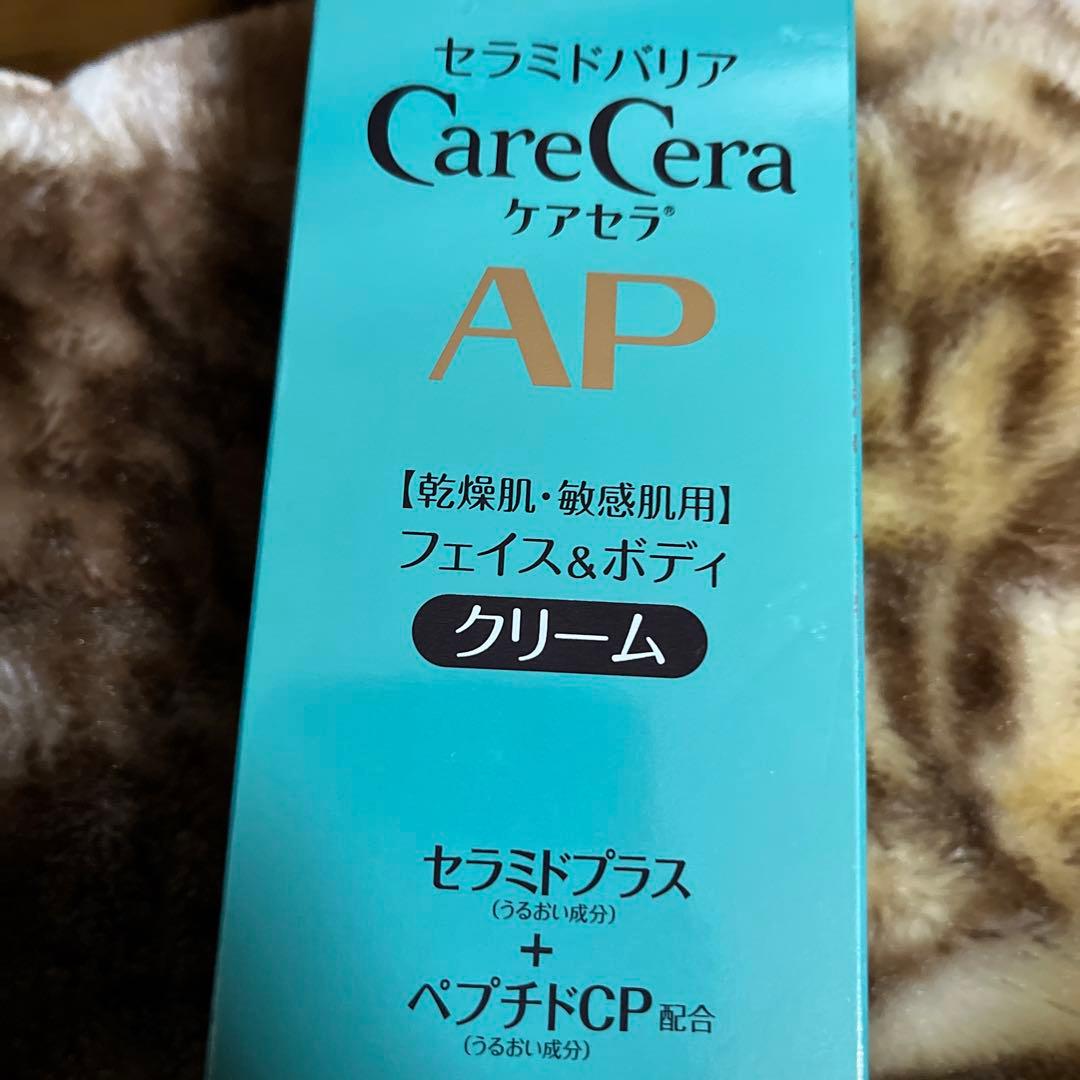 セラミドバリア
CareCera
ケアセラ®
AP
【乾燥肌・敏感肌用】
フェイス&ボディ
クリーム
セラミドプラス
(うるおい成分)
+
ペプチドCP 配合
(うるおい成分)